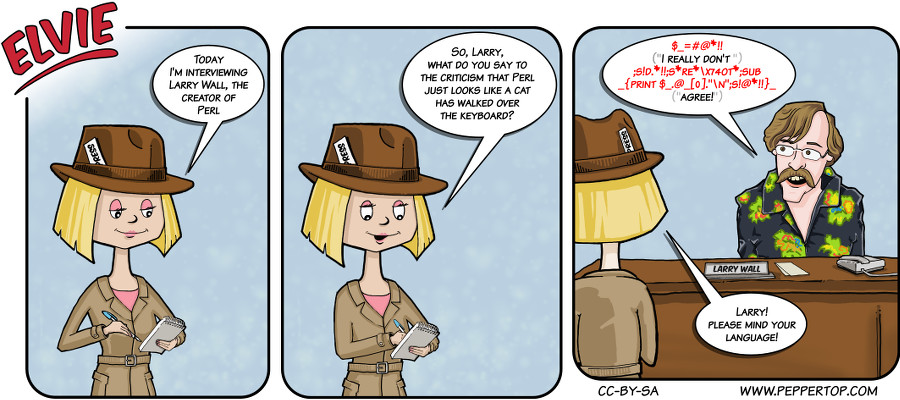 ELVIE
TODAY
I'M INTERVIEWING
LARRY WALL, THE
CREATOR OF
PERL
PRESS
SO, LARRY,
WHAT DO YOU SAY TO
THE CRITICISM THAT PERL
JUST LOOKS LIKE A CAT
HAS WALKED OVER
THE KEYBOARD?
PRESS
$_=#@*!!
("I REALLY DON'T ")
;S!D.*!!;S*RE*\X740T*;SUB
_{PRINT $_.@_[0]."\N";S!@*!!}_
("AGREE!")
PRESS
LARRY WALL
LARRY!
PLEASE MIND YOUR
LANGUAGE!
CC-BY-SA
WWW.PEPPERTOP.COM